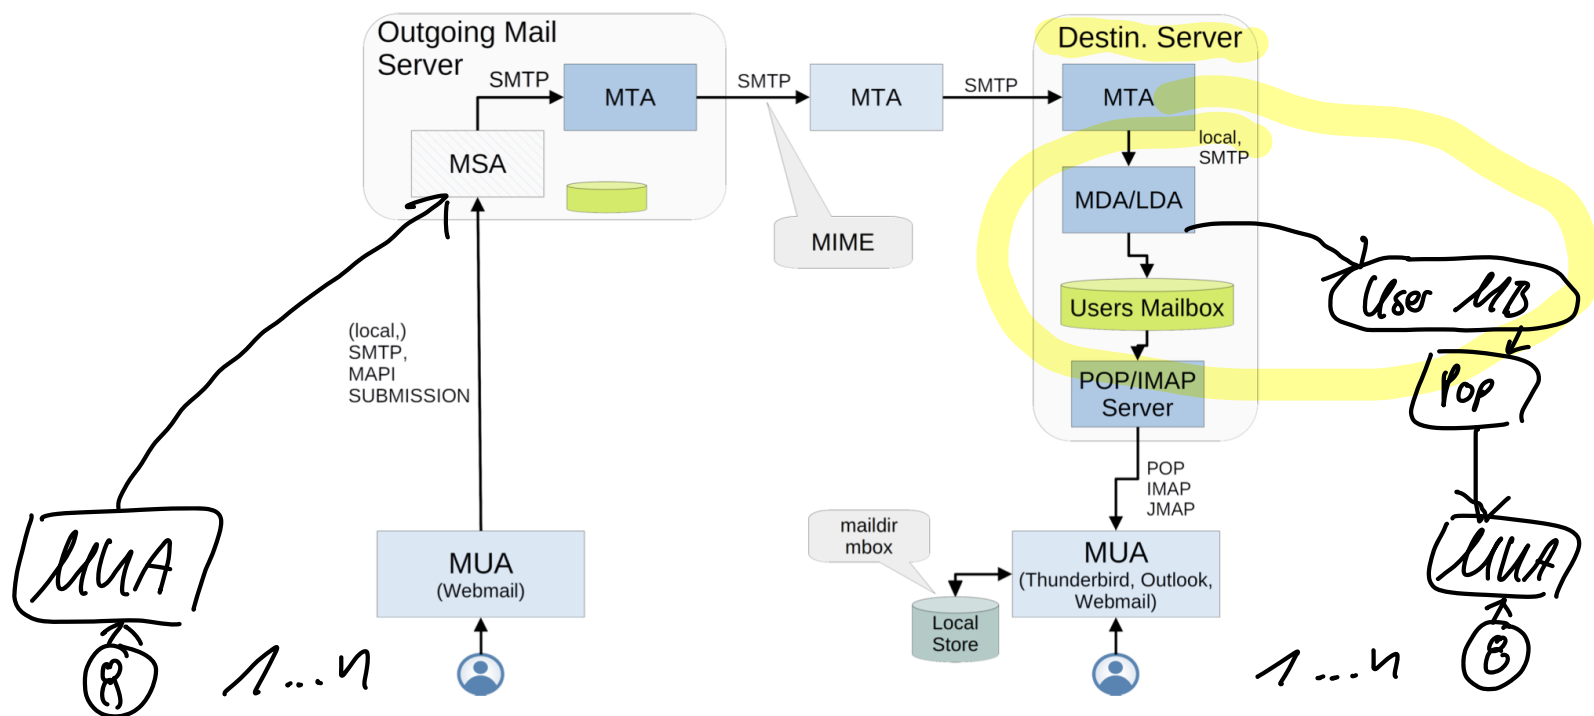 Outgoing Mail
Server
SMTP
MTA
MSA
SMTP
MTA
SMTP
MIME
Destin. Server
MTA
local,
SMTP
MDA/LDA
Users Mailbox
POP/IMAP
Server
User MB
Pop
(local,)
SMTP,
MAPI
SUBMISSION
POP
IMAP
JMAP
MUA
MUA
(Webmail)
maildir
mbox
Local
Store
MUA
(Thunderbird, Outlook,
Webmail)
MUA
1...n
1...n